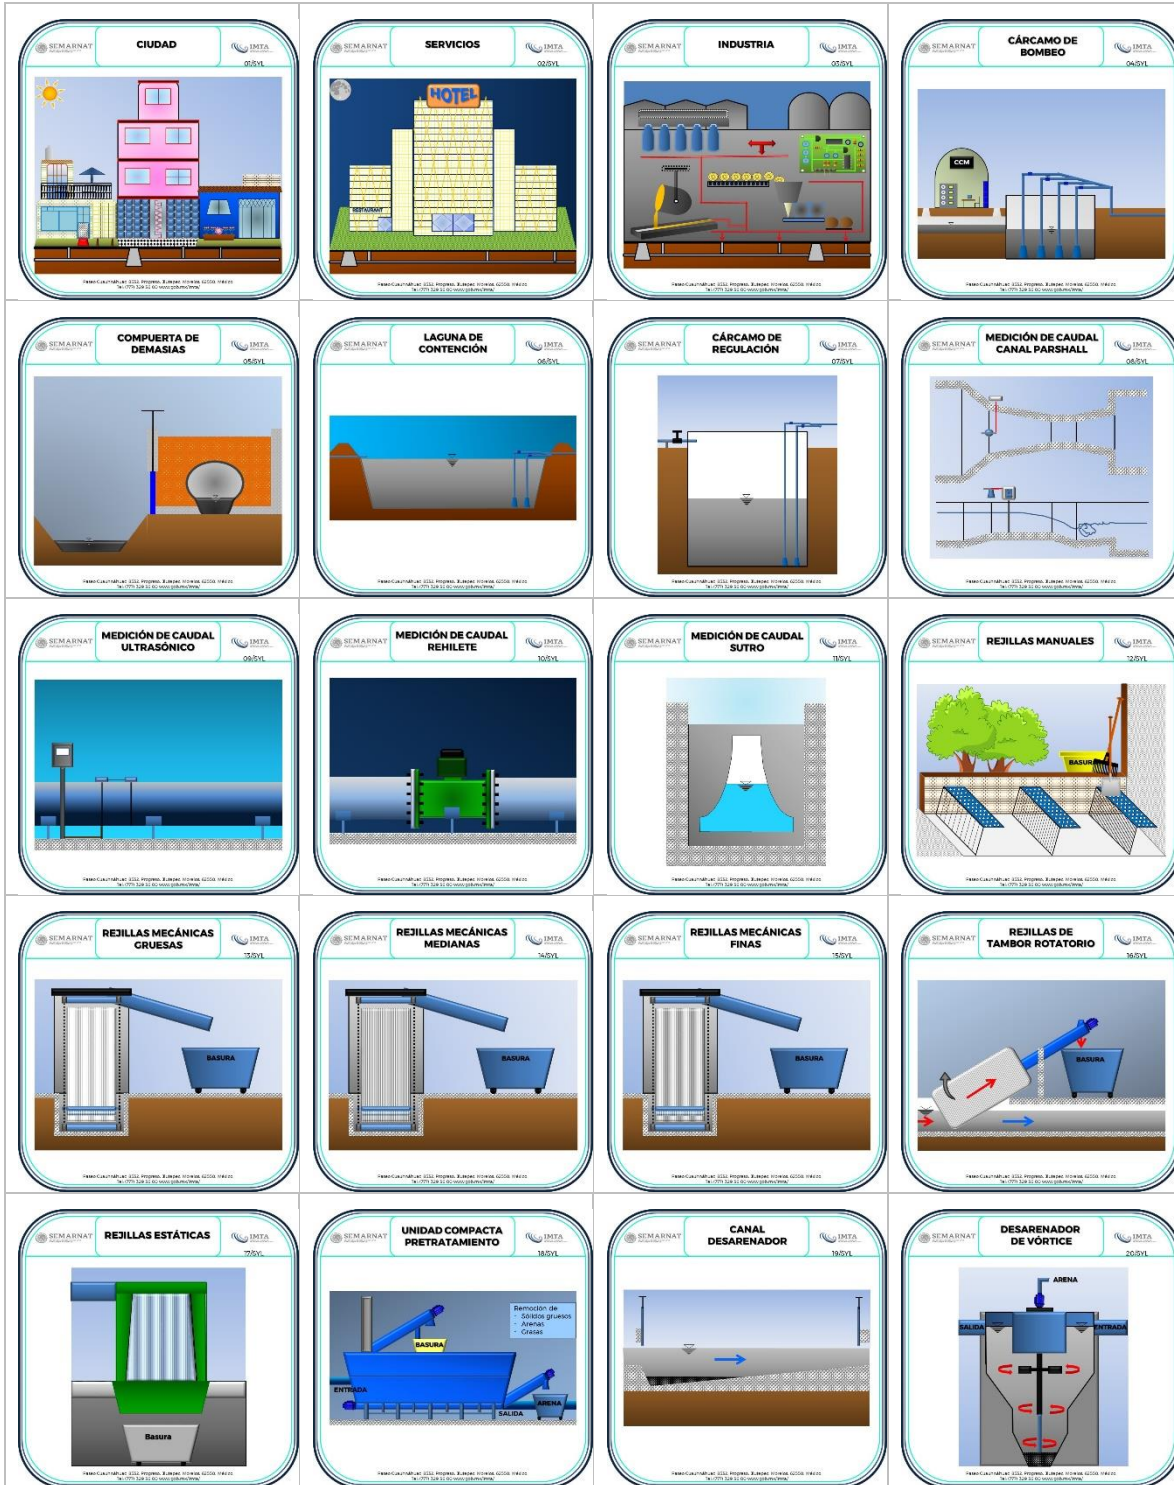 SEMARNAT
CIUDAD
IMTA
01/SYL
SEMARNAT
SERVICIOS
IMTA
02/SYL
HOTEL
RESTAURANT
SEMARNAT
INDUSTRIA
IMTA
03/SYL
SEMARNAT
CÁRCAMO DE
BOMBEO
IMTA
04/SYL
CCM
SEMARNAT
COMPUERTA DE
DEMASIAS
IMTA
05/SYL
SEMARNAT
LAGUNA DE
CONTENCIÓN
IMTA
06/SYL
SEMARNAT
CÁRCAMO DE
REGULACIÓN
IMTA
07/SYL
SEMARNAT
MEDICIÓN DE CAUDAL
CANAL PARSHALL
IMTA
08/SYL
SEMARNAT
MEDICIÓN DE CAUDAL
ULTRASÓNICO
IMTA
09/SYL
SEMARNAT
MEDICIÓN DE CAUDAL
REHILETE
IMTA
10/SYL
SEMARNAT
MEDICIÓN DE CAUDAL
SUTRO
IMTA
11/SYL
SEMARNAT
REJILLAS MANUALES
IMTA
12/SYL
BASURA
SEMARNAT
REJILLAS MECÁNICAS
GRUESAS
IMTA
13/SYL
BASURA
SEMARNAT
REJILLAS MECÁNICAS
MEDIANAS
IMTA
14/SYL
BASURA
SEMARNAT
REJILLAS MECÁNICAS
FINAS
IMTA
15/SYL
BASURA
SEMARNAT
REJILLAS DE
TAMBOR ROTATORIO
IMTA
16/SYL
BASURA
SEMARNAT
REJILLAS ESTÁTICAS
IMTA
17/SYL
Basura
SEMARNAT
UNIDAD COMPACTA
PRETRATAMIENTO
IMTA
18/SYL
Remoción de
- Sólidos gruesos
- Arenas
- Grasas
BASURA
ENTRADA
ARENA
SALIDA
SEMARNAT
CANAL
DESARENADOR
IMTA
19/SYL
SEMARNAT
DESARENADOR
DE VÓRTICE
IMTA
20/SYL
ARENA
SALIDA
ENTRADA